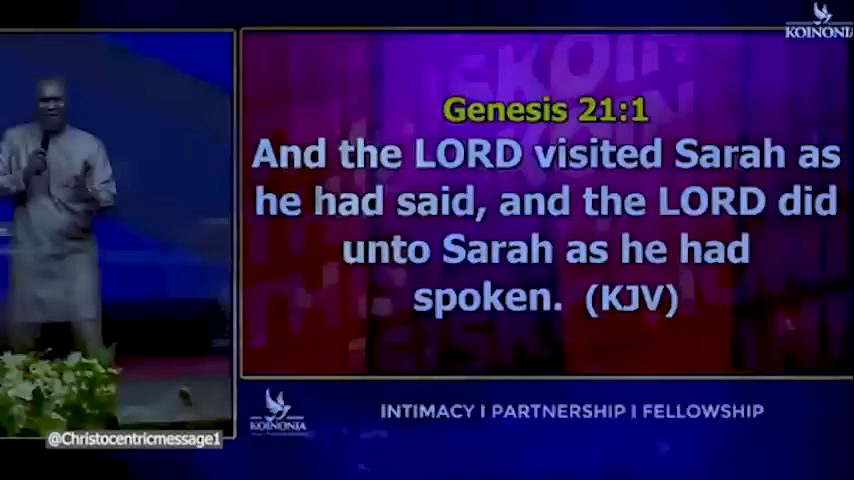 KOINONIA
Genesis 21:1
And the LORD visited Sarah as
he had said, and the LORD did
unto Sarah as he had
spoken. (KJV)
KOINONIA
INTIMACY I PARTNERSHIP I FELLOWSHIP
@Christocentricmessage1